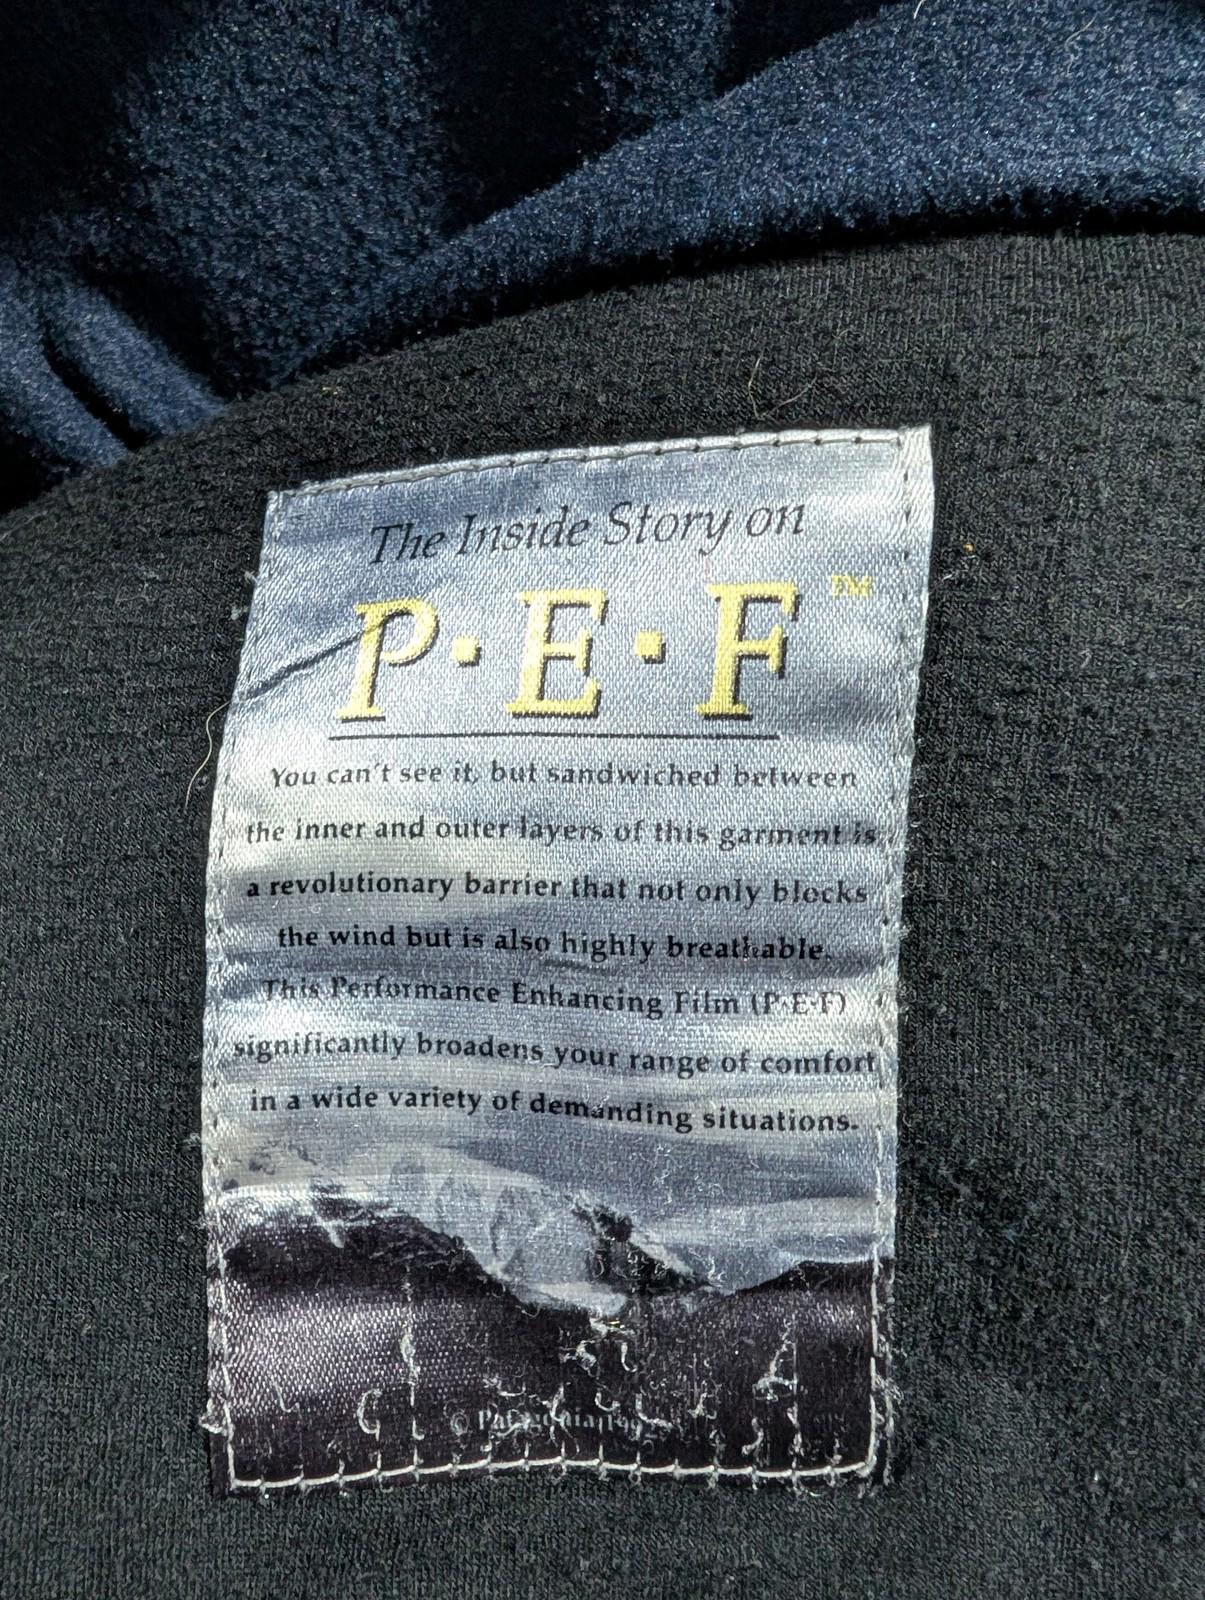 The Inside Story on
P·E·F™
You can't see it, but sandwiched between
the inner and outer layers of this garment is
a revolutionary barrier that not only blocks
the wind but is also highly breathable.
This Performance Enhancing Film (P·E·F)
significantly broadens your range of comfort
in a wide variety of demanding situations.
© Patagonia